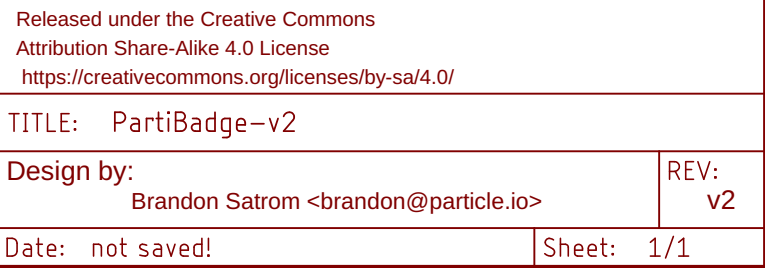 Released under the Creative Commons
Attribution Share-Alike 4.0 License
https://creativecommons.org/licenses/by-sa/4.0/
TITLE: PartiBadge-v2
Design by:
Brandon Satrom <brandon@particle.io>
REV:
v2
Date: not saved!
Sheet: 1/1